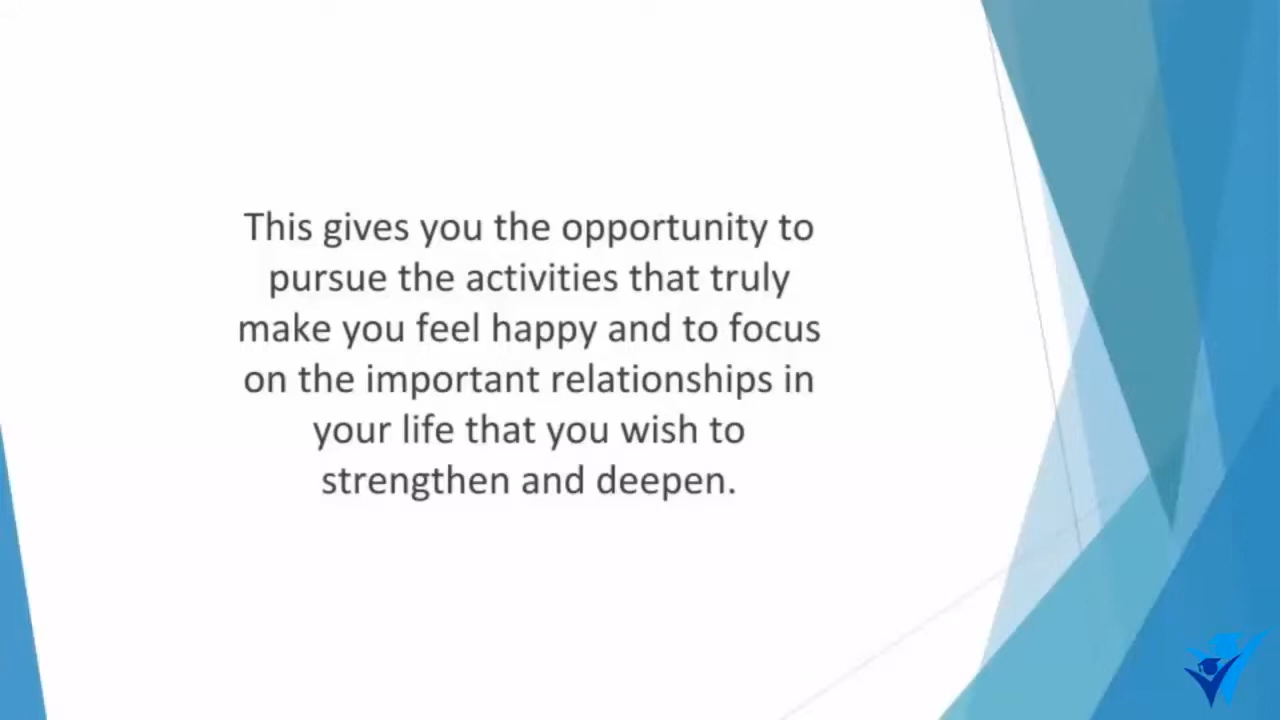 This gives you the opportunity to
pursue the activities that truly
make you feel happy and to focus
on the important relationships in
your life that you wish to
strengthen and deepen.